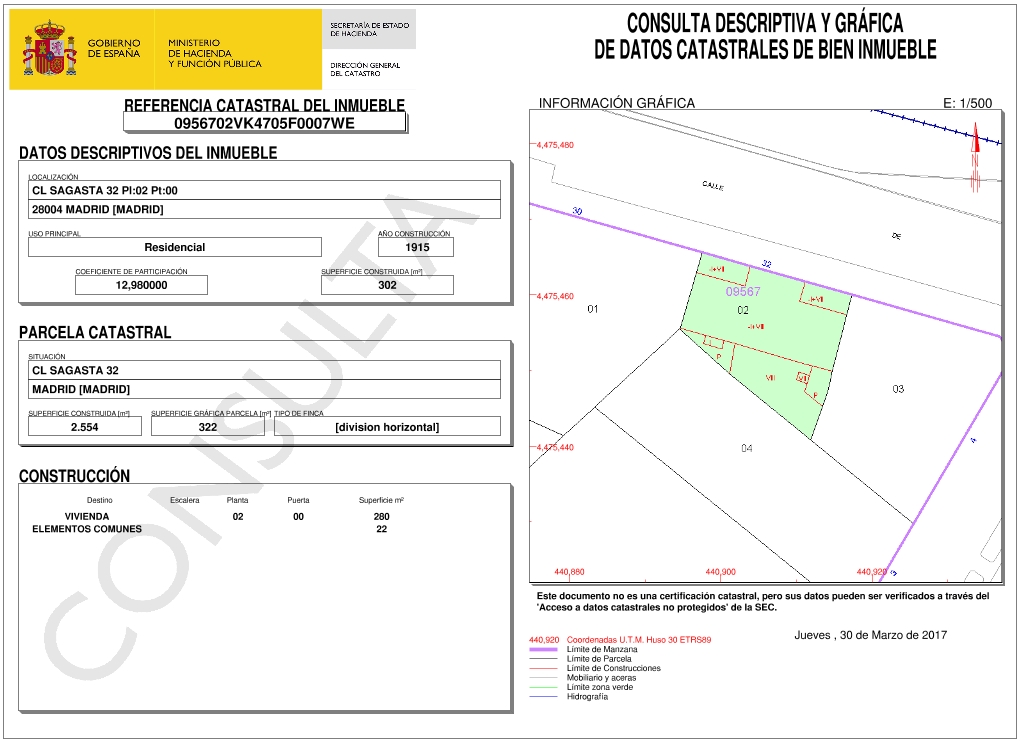 GOBIERNO
DE ESPAÑA
MINISTERIO
DE HACIENDA
Y FUNCIÓN PÚBLICA
SECRETARÍA DE ESTADO
DE HACIENDA
DIRECCIÓN GENERAL
DEL CATASTRO
CONSULTA DESCRIPTIVA Y GRÁFICA
DE DATOS CATASTRALES DE BIEN INMUEBLE
REFERENCIA CATASTRAL DEL INMUEBLE
0956702VK4705F0007WE
DATOS DESCRIPTIVOS DEL INMUEBLE
LOCALIZACIÓN
CL SAGASTA 32 Pl:02 Pt:00
28004 MADRID [MADRID]
USO PRINCIPAL
Residencial
AÑO CONSTRUCCIÓN
1915
COEFICIENTE DE PARTICIPACIÓN
12,980000
SUPERFICIE CONSTRUIDA [m²]
302
PARCELA CATASTRAL
SITUACIÓN
CL SAGASTA 32
MADRID [MADRID]
SUPERFICIE CONSTRUIDA [m²]
2.554
SUPERFICIE GRÁFICA PARCELA [m²]
322
TIPO DE FINCA
[division horizontal]
CONSTRUCCIÓN
Destino Escalera Planta Puerta Superficie m²
VIVIENDA 02 00 280
ELEMENTOS COMUNES 22
CONSULTA
INFORMACIÓN GRÁFICA E: 1/500
4,475,480
N
CALLE
30
DE
32
-I+VII
09567
4,475,460
-I+VII
01
02
-I+VII
I
P
VIII
VII
P
03
4,475,440
04
4
440,880
440,900
440,920
3
Este documento no es una certificación catastral, pero sus datos pueden ser verificados a través del
'Acceso a datos catastrales no protegidos' de la SEC.
Jueves , 30 de Marzo de 2017
440,920 Coordenadas U.T.M. Huso 30 ETRS89
Límite de Manzana
Límite de Parcela
Límite de Construcciones
Mobiliario y aceras
Límite zona verde
Hidrografía